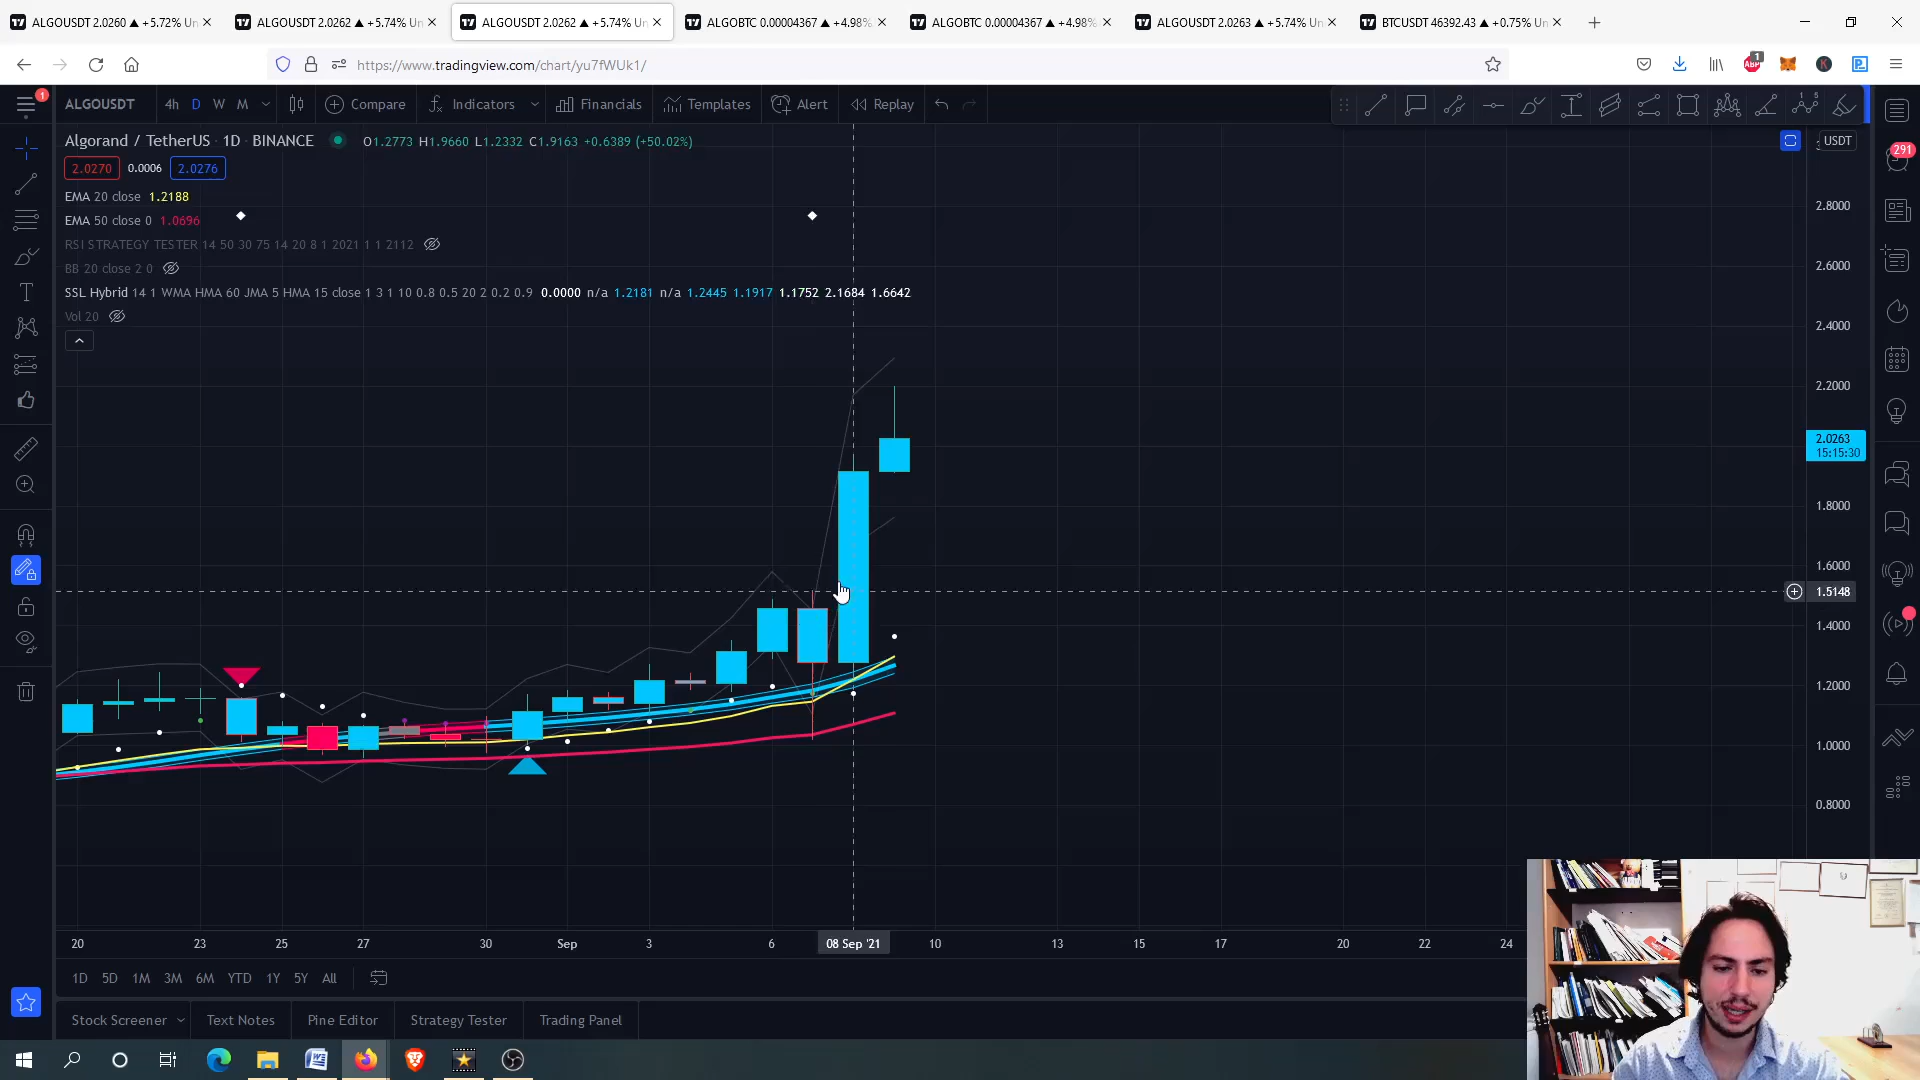 ALGOUSDT 2.0260 ▲ +5.72% Un
ALGOUSDT 2.0262 ▲ +5.74% Un
ALGOUSDT 2.0262 ▲ +5.74% Un
ALGOBTC 0.00004367 ▲ +4.98%
ALGOBTC 0.00004367 ▲ +4.98%
ALGOUSDT 2.0263 ▲ +5.74% Un
BTCUSDT 46392.43 ▲ +0.75% Un
https://www.tradingview.com/chart/yu7fWUk1/
1
ABP
K
1
ALGOUSDT
4h D W M
Compare
Indicators
Financials
Templates
Alert
Replay
Algorand / TetherUS · 1D · BINANCE
O1.2773 H1.9660 L1.2332 C1.9163 +0.6389 (+50.02%)
USDT
2.0270 0.0006 2.0276
291
EMA 20 close 1.2188
EMA 50 close 0 1.0696
RSI STRATEGY TESTER 14 50 30 75 14 20 8 1 2021 1 1 2112
BB 20 close 2 0
SSL Hybrid 14 1 WMA HMA 60 JMA 5 HMA 15 close 1 3 1 10 0.8 0.5 20 2 0.2 0.9 0.0000 n/a 1.2181 n/a 1.2445 1.1917 1.1752 2.1684 1.6642
Vol 20
2.8000
2.6000
2.4000
2.2000
2.0263
15:15:30
1.8000
1.6000
1.5148
1.4000
1.2000
1.0000
0.8000
20 23 25 27 30 Sep 3 6 08 Sep '21 10 13 15 17 20 22 24
1D 5D 1M 3M 6M YTD 1Y 5Y All
Stock Screener
Text Notes
Pine Editor
Strategy Tester
Trading Panel